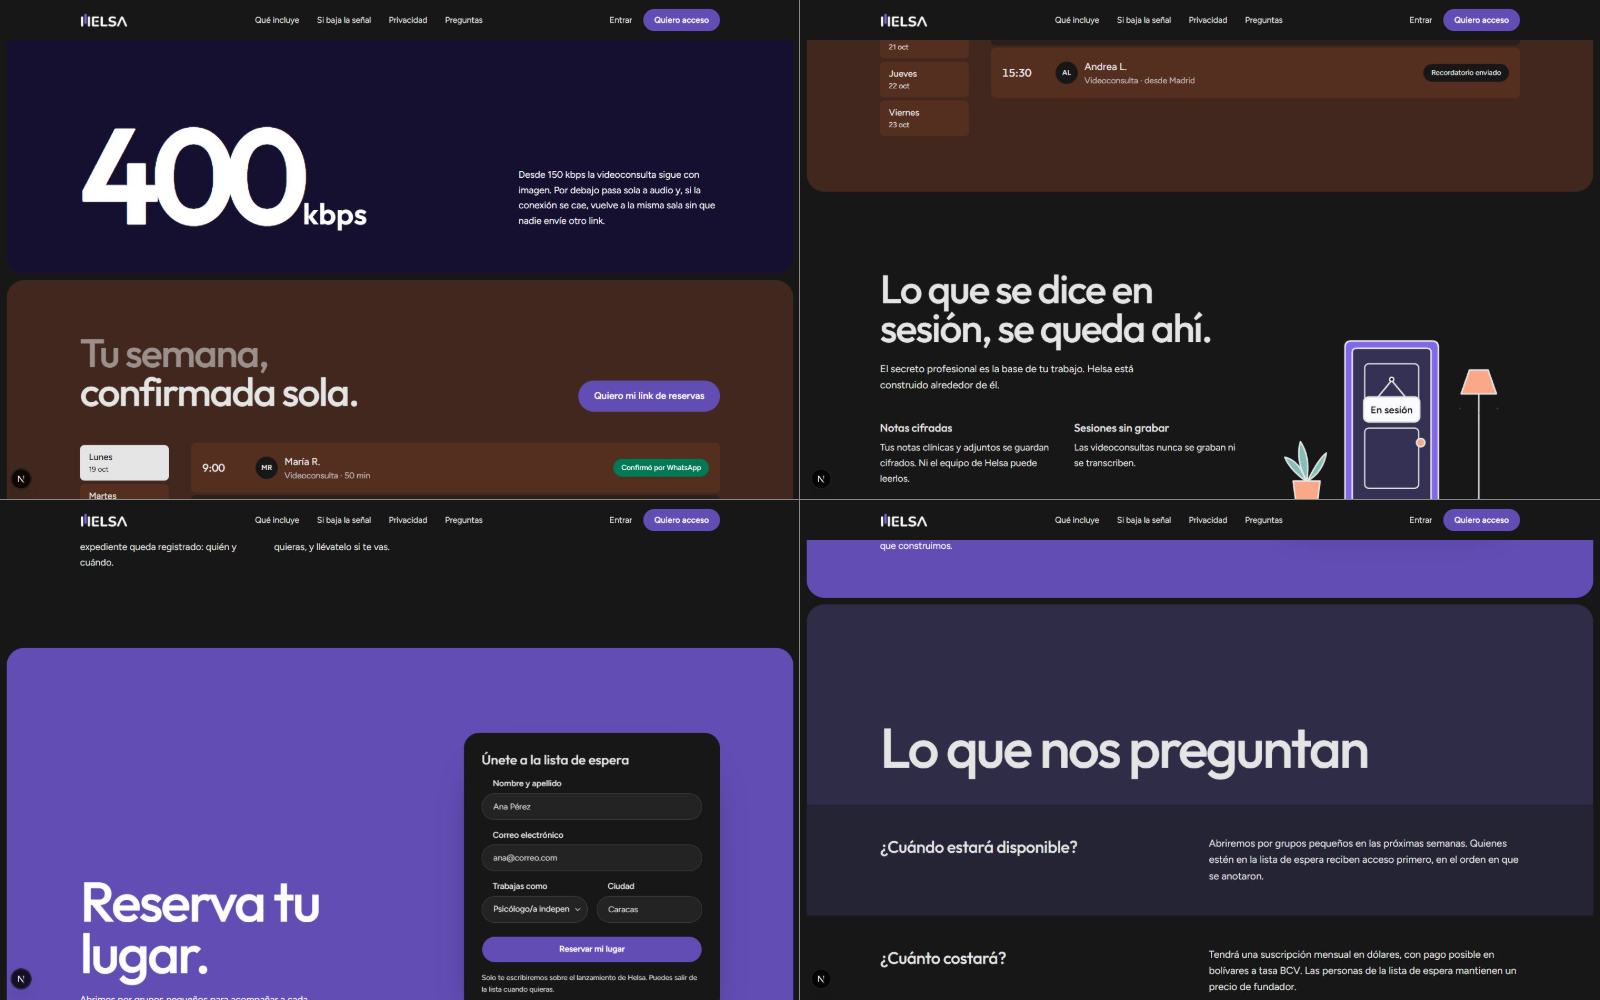 HELSA
Qué incluye
Si baja la señal
Privacidad
Preguntas
Entrar
Quiero acceso
400 kbps
Desde 150 kbps la videoconsulta sigue con
imagen. Por debajo pasa sola a audio y, si la
conexión se cae, vuelve a la misma sala sin que
nadie envíe otro link.
Tu semana,
confirmada sola.
Quiero mi link de reservas
Lunes
19 oct
Martes
9:00
MR
María R.
Videoconsulta · 50 min
Confirmó por WhatsApp
N
HELSA
Qué incluye
Si baja la señal
Privacidad
Preguntas
Entrar
Quiero acceso
21 oct
Jueves
22 oct
Viernes
23 oct
15:30
AL
Andrea L.
Videoconsulta · desde Madrid
Recordatorio enviado
Lo que se dice en
sesión, se queda ahí.
El secreto profesional es la base de tu trabajo. Helsa está
construido alrededor de él.
Notas cifradas
Tus notas clínicas y adjuntos se guardan
cifrados. Ni el equipo de Helsa puede
leerlos.
Sesiones sin grabar
Las videoconsultas nunca se graban ni
se transcriben.
En sesión
N
HELSA
Qué incluye
Si baja la señal
Privacidad
Preguntas
Entrar
Quiero acceso
expediente queda registrado: quién y
cuándo.
quieras, y llévatelo si te vas.
Reserva tu
lugar.
Abrimos por grupos pequeños para acompañar a cada
Únete a la lista de espera
Nombre y apellido
Ana Pérez
Correo electrónico
ana@correo.com
Trabajas como
Psicólogo/a indepen
Ciudad
Caracas
Reservar mi lugar
Solo te escribiremos sobre el lanzamiento de Helsa. Puedes salir de
la lista cuando quieras.
N
HELSA
Qué incluye
Si baja la señal
Privacidad
Preguntas
Entrar
Quiero acceso
que construimos.
Lo que nos preguntan
¿Cuándo estará disponible?
Abriremos por grupos pequeños en las próximas semanas. Quienes
estén en la lista de espera reciben acceso primero, en el orden en que
se anotaron.
¿Cuánto costará?
Tendrá una suscripción mensual en dólares, con pago posible en
bolívares a tasa BCV. Las personas de la lista de espera mantienen un
precio de fundador.
N